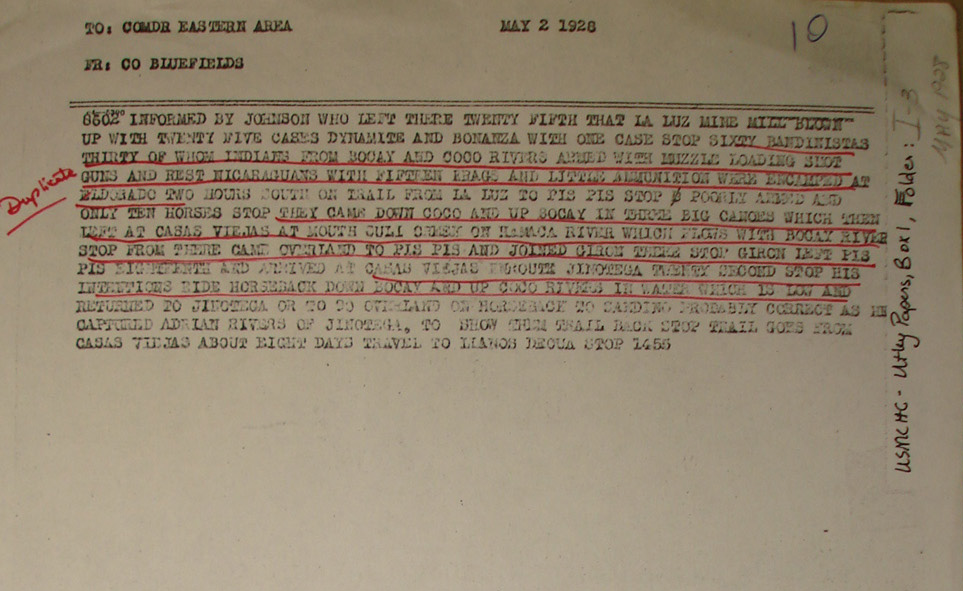 TO: COMDR EASTERN AREA
MAY 2 1928
10
FR: CO BLUEFIELDS
6502 INFORMED BY JOHNSON WHO LEFT THERE TWENTY FIFTH THAT LA LUZ MINE MILL BLOWN
UP WITH TWENTY FIVE CASES DYNAMITE AND BONANZA WITH ONE CASE STOP SIXTY BANDINISTAS
THIRTY OF WHOM INDIANS FROM BOCAY AND COCO RIVERS ARMED WITH MUZZLE LOADING SHOT
GUNS AND REST NICARAGUANS WITH FIFTEEN KRAGS AND LITTLE AMMUNITION WERE ENCAMPED AT
ELDORADO TWO HOURS SOUTH ON TRAIL FROM LA LUZ TO PIS PIS STOP POORLY ARMED AND
ONLY TEN HORSES STOP THEY CAME DOWN COCO AND UP BOCAY IN THREE BIG CANOES WHICH THEN
LEFT AT CASAS VIEJAS AT MOUTH CULI CREEK ON RIVER WHICH FLOWS WITH BOCAY RIVER
STOP FROM THERE CAME OVERLAND TO PIS PIS AND JOINED GIRON THERE STOP GIRON LEFT PIS
PIS EIGHTEENTH AND ARRIVED AT CASAS VIEJAS ENROUTE JINOTEGA TWENTY SECOND STOP HIS
INTENTIONS RIDE HORSEBACK DOWN BOCAY AND UP COCO RIVERS IN WATER WHICH IS LOW AND
RETURNED TO JINOTEGA OR TO GO OVERLAND ON HORSEBACK TO SANDINO PROBABLY CORRECT AS HE
CAPTURED ADRIAN RIVERS OF JINOTEGA, TO SHOW THEM TRAIL BACK STOP TRAIL GOES FROM
CASAS VIEJAS ABOUT EIGHT DAYS TRAVEL TO LLANOS STOP 1455
Duplicate
USMCHC - Utley Papers, Box 1, Folder: I-3
MAY 1928